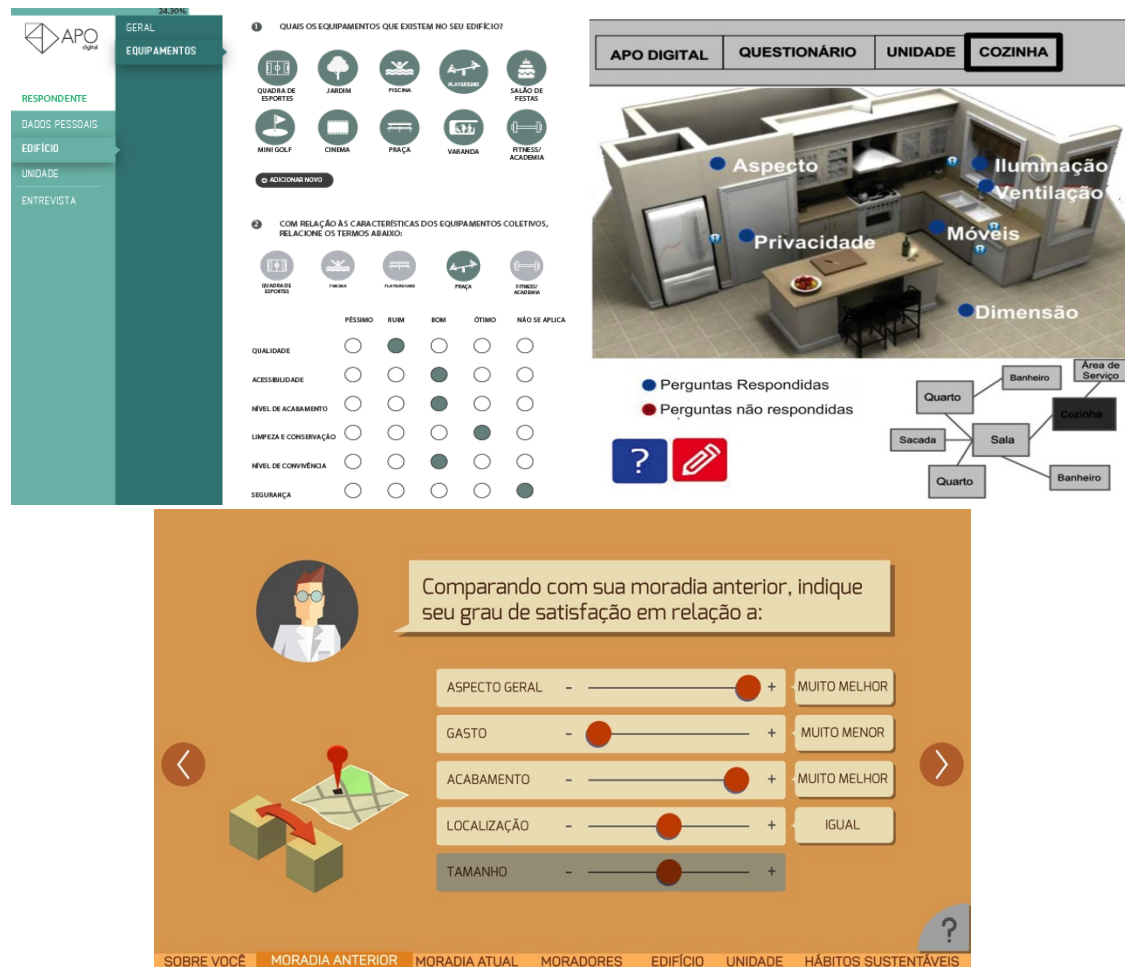 24.30%
APO
digital
GERAL
EQUIPAMENTOS
RESPONDENTE
DADOS PESSOAIS
EDIFÍCIO
UNIDADE
ENTREVISTA
1 QUAIS OS EQUIPAMENTOS QUE EXISTEM NO SEU EDIFÍCIO?
QUADRA DE
ESPORTES
JARDIM
PISCINA
PLAYGROUND
SALÃO DE
FESTAS
MINI GOLF
CINEMA
PRAÇA
VARANDA
FITNESS/
ACADEMIA
ADICIONAR NOVO
2 COM RELAÇÃO ÀS CARACTERÍSTICAS DOS EQUIPAMENTOS COLETIVOS,
RELACIONE OS TERMOS ABAIXO:
QUADRA DE
ESPORTES
PISCINA
PLAYGROUND
PRAÇA
FITNESS/
ACADEMIA
PÉSSIMO RUIM BOM ÓTIMO NÃO SE APLICA
QUALIDADE
ACESSIBILIDADE
NÍVEL DE ACABAMENTO
LIMPEZA E CONSERVAÇÃO
NÍVEL DE CONVIVÊNCIA
SEGURANÇA
APO DIGITAL QUESTIONÁRIO UNIDADE COZINHA
Aspecto
Iluminação
Ventilação
Privacidade
Móveis
Dimensão
Perguntas Respondidas
Perguntas não respondidas
?
Área de
Serviço
Banheiro
Quarto
Cozinha
Sacada
Sala
Quarto
Banheiro
Comparando com sua moradia anterior, indique
seu grau de satisfação em relação a:
ASPECTO GERAL - + MUITO MELHOR
GASTO - + MUITO MENOR
ACABAMENTO - + MUITO MELHOR
LOCALIZAÇÃO - + IGUAL
TAMANHO - +
?
SOBRE VOCÊ MORADIA ANTERIOR MORADIA ATUAL MORADORES EDIFÍCIO UNIDADE HÁBITOS SUSTENTÁVEIS